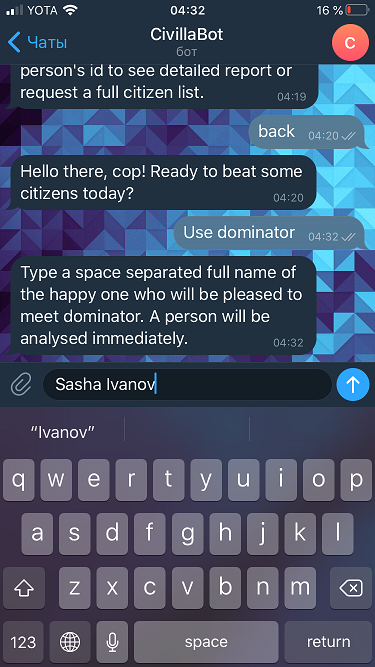 YOTA 04:32 16 %
Чаты CivillaBot C
бот
person's id to see detailed report or
request a full citizen list.
04:19
back 04:20
Hello there, cop! Ready to beat some
citizens today?
04:20
Use dominator 04:32
Type a space separated full name of
the happy one who will be pleased to
meet dominator. A person will be
analysed immediately.
04:32
Sasha Ivanov
“Ivanov”
q w e r t y u i o p
a s d f g h j k l
z x c v b n m
123 space return